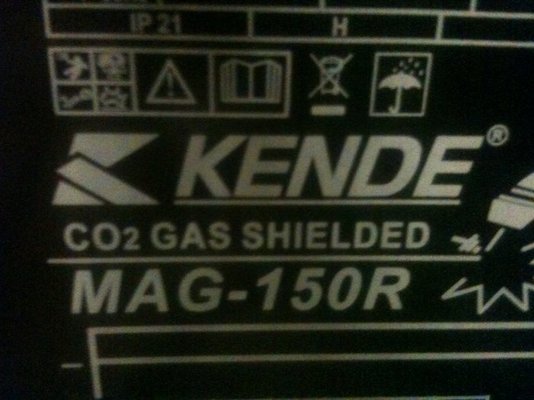 IP 21 H
KENDE®
CO2 GAS SHIELDED
MAG-150R